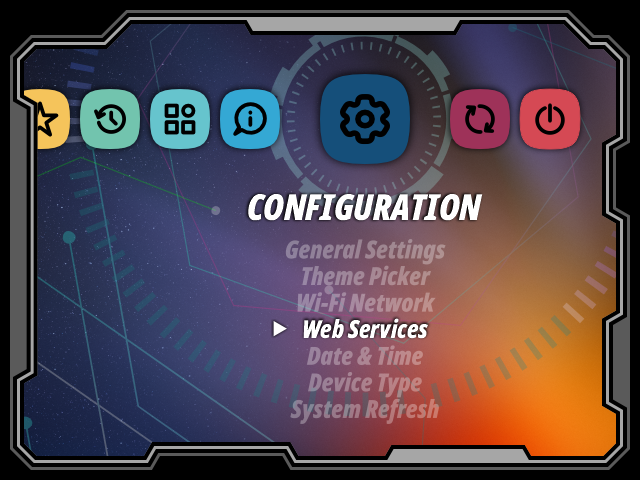 CONFIGURATION
General Settings
Theme Picker
Wi-Fi Network
Web Services
Date & Time
Device Type
System Refresh